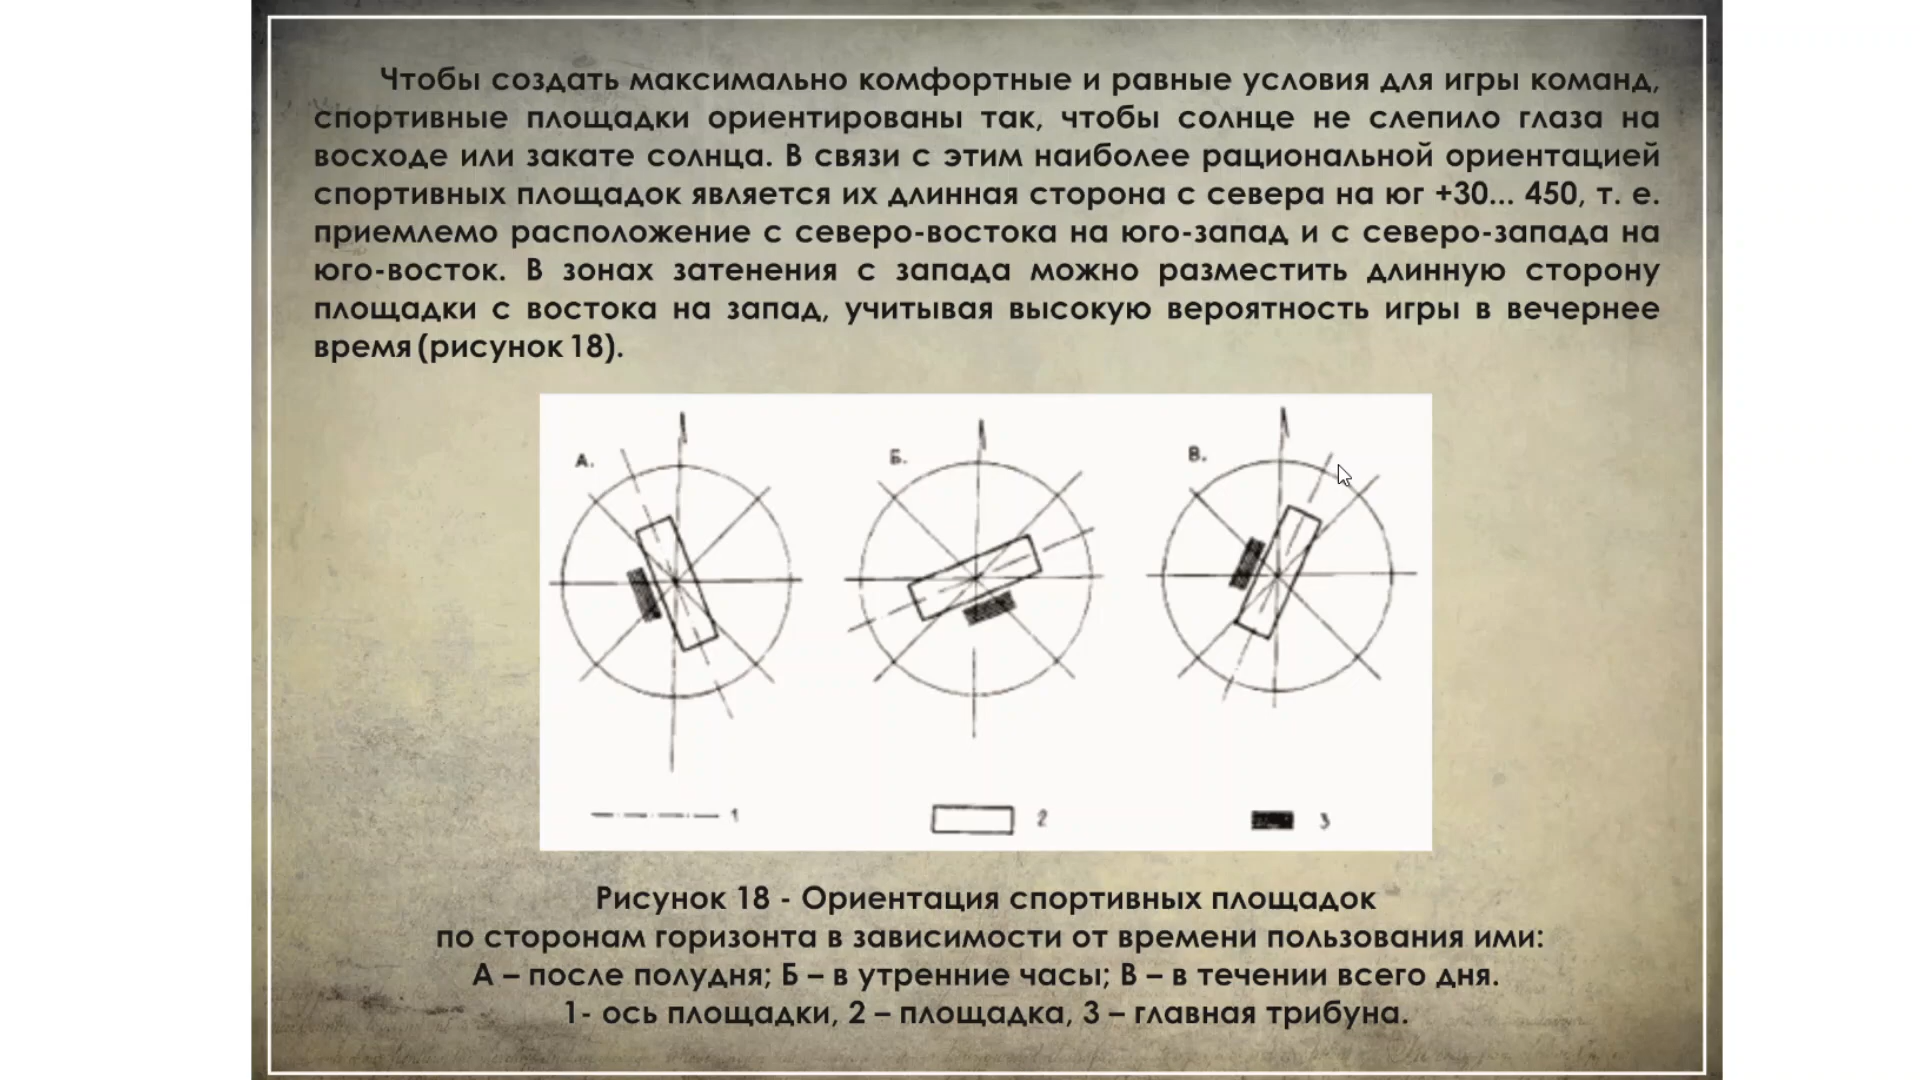 Чтобы создать максимально комфортные и равные условия для игры команд,
спортивные площадки ориентированы так, чтобы солнце не слепило глаза на
восходе или закате солнца. В связи с этим наиболее рациональной ориентацией
спортивных площадок является их длинная сторона с севера на юг +30... 450, т. е.
приемлемо расположение с северо-востока на юго-запад и с северо-запада на
юго-восток. В зонах затенения с запада можно разместить длинную сторону
площадки с востока на запад, учитывая высокую вероятность игры в вечернее
время (рисунок 18).
А. Б. В.
1 2 3
Рисунок 18 - Ориентация спортивных площадок
по сторонам горизонта в зависимости от времени пользования ими:
А – после полудня; Б – в утренние часы; В – в течении всего дня.
1- ось площадки, 2 – площадка, 3 – главная трибуна.